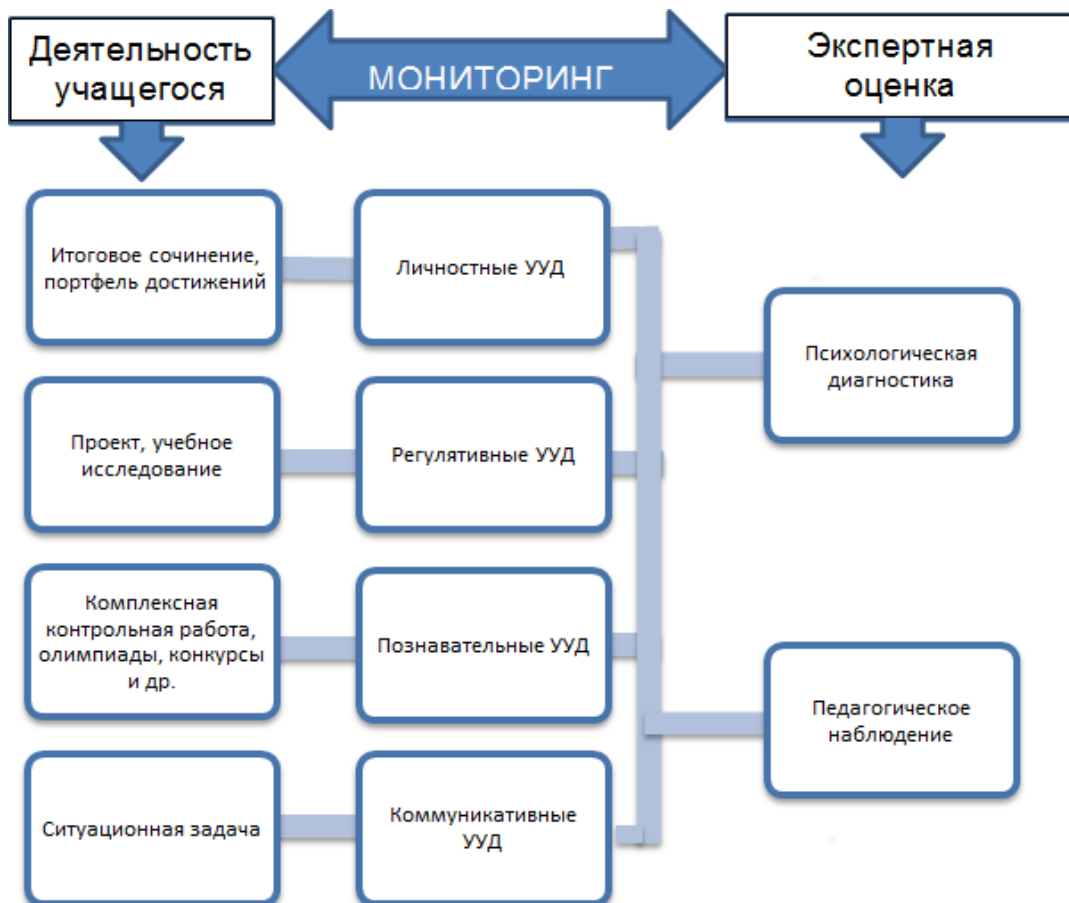 Деятельность
учащегося
МОНИТОРИНГ
Экспертная
оценка
Итоговое сочинение,
портфель достижений
Личностные УУД
Психологическая
диагностика
Проект, учебное
исследование
Регулятивные УУД
Комплексная
контрольная работа,
олимпиады, конкурсы
и др.
Познавательные УУД
Педагогическое
наблюдение
Ситуационная задача
Коммуникативные
УУД